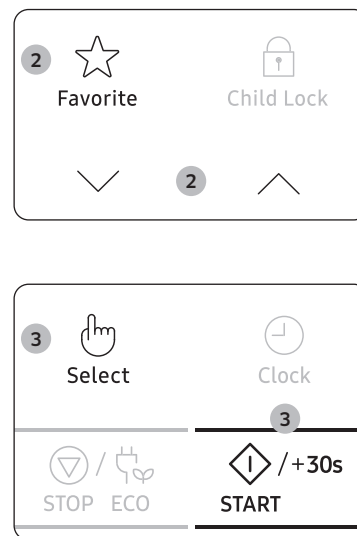 2
Favorite Child Lock
2
3
Select Clock
3
/ / +30s
STOP ECO START